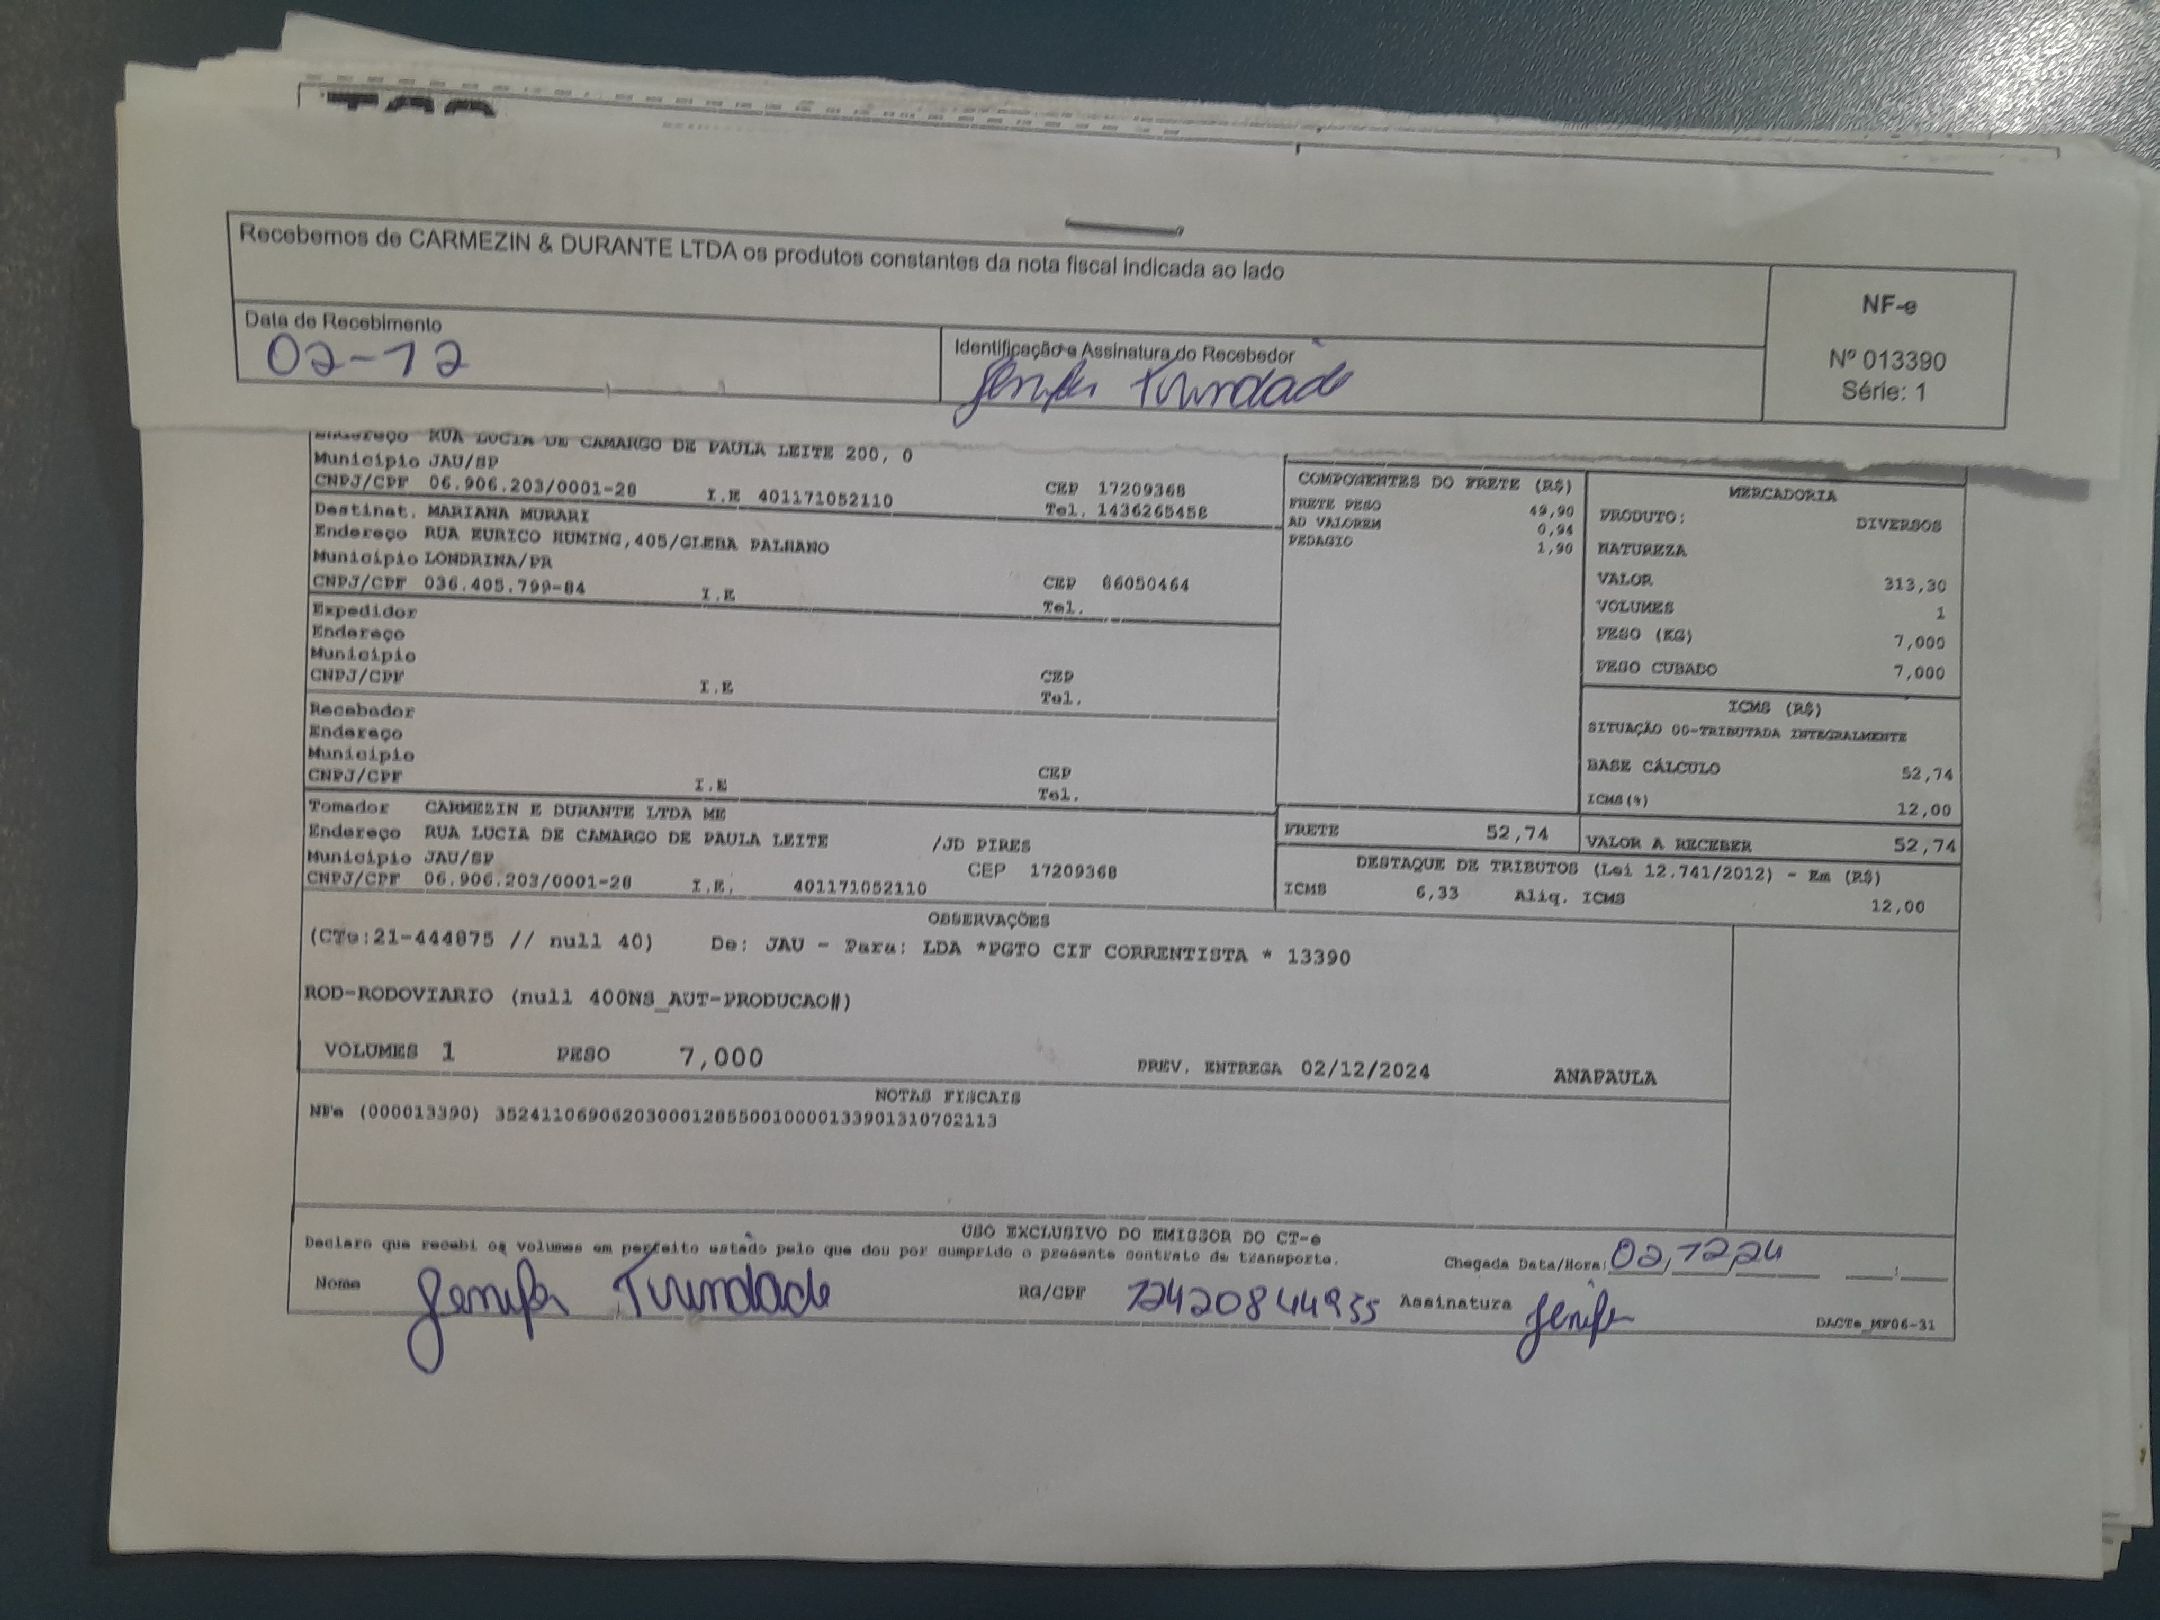 Recebemos de CARMEZIN & DURANTE LTDA os produtos constantes da nota fiscal indicada ao lado
NF-e
Nº 013390
Série: 1
Data de Recebimento
02-12
Identificação e Assinatura do Recebedor
Jenifer Trindade
Endereço RUA LUCIA DE CAMARGO DE PAULA LEITE 200, 0
Município JAU/SP
CNPJ/CPF 06.906.203/0001-28 I.E 401171052110
CEP 17209368
Tel. 1436265458
Destinat. MARIANA MURARI
Endereço RUA EURICO HUMING,405/GLEBA PALHANO
Município LONDRINA/PR
CNPJ/CPF 036.405.799-84 I.E
CEP 86050464
Tel.
Expedidor
Endereço
Município
CNPJ/CPF I.E
CEP
Tel.
Recebedor
Endereço
Município
CNPJ/CPF I.E
CEP
Tel.
Tomador CARMEZIN E DURANTE LTDA ME
Endereço RUA LUCIA DE CAMARGO DE PAULA LEITE /JD PIRES
Município JAU/SP CEP 17209368
CNPJ/CPF 06.906.203/0001-28 I.E. 401171052110
COMPONENTES DO FRETE (R$)
FRETE PESO 49,90
AD VALOREM 0,94
PEDAGIO 1,90
MERCADORIA
PRODUTO: DIVERSOS
NATUREZA
VALOR 313,30
VOLUMES 1
PESO (KG) 7,000
PESO CUBADO 7,000
ICMS (R$)
SITUAÇÃO 00-TRIBUTADA INTEGRALMENTE
BASE CÁLCULO 52,74
ICMS(%) 12,00
FRETE 52,74
VALOR A RECEBER 52,74
DESTAQUE DE TRIBUTOS (Lei 12.741/2012) - Em (R$)
ICMS 6,33 Aliq. ICMS 12,00
OBSERVAÇÕES
(CTe:21-444875 // null 40) De: JAU - Para: LDA *PGTO CIF CORRENTISTA * 13390
ROD-RODOVIARIO (null 400NS_AUT-PRODUCAO#)
VOLUMES 1 PESO 7,000 PREV. ENTREGA 02/12/2024 ANAPAULA
NOTAS FISCAIS
NFe (000013390) 35241106906203000128550010000133901310702113
USO EXCLUSIVO DO EMISSOR DO CT-e
Declaro que recebi os volumes em perfeito estado pelo que dou por cumprido o presente contrato de transporte.
Chegada Data/Hora: 02/12/24 __:__
Nome Jenifer Trindade RG/CPF 12420844935 Assinatura Jenifer
DACTe_MF06-31